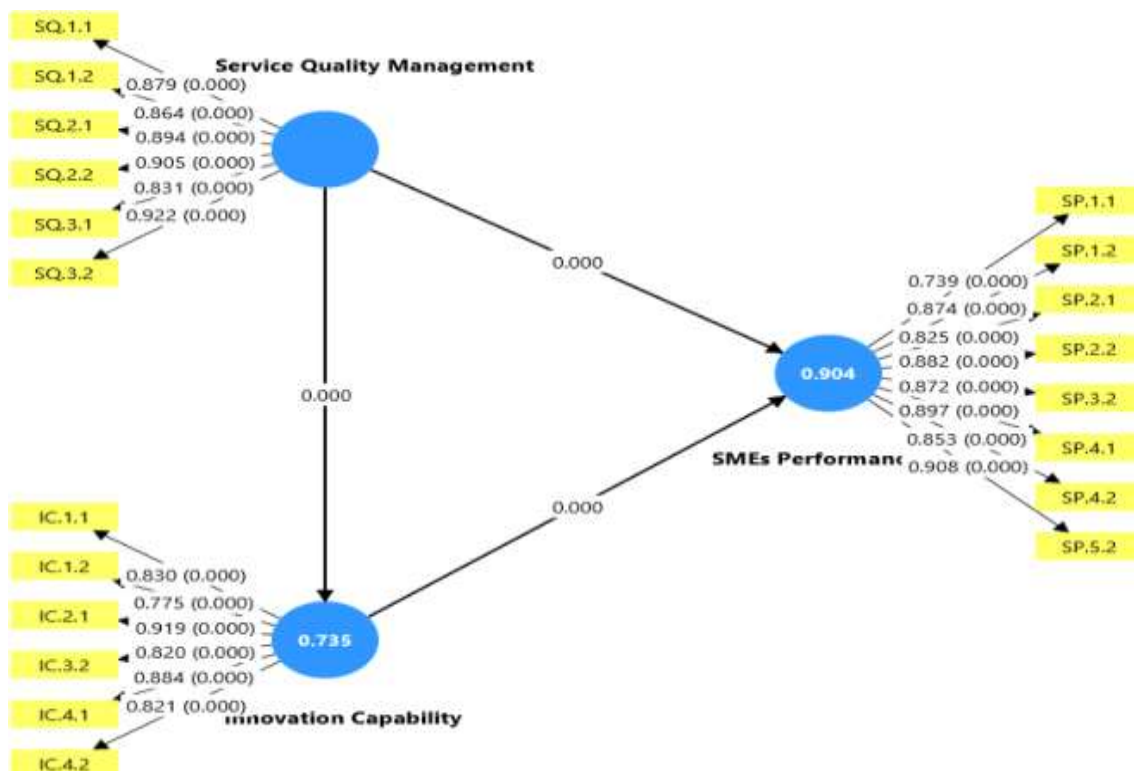 SQ.1.1
SQ.1.2
SQ.2.1
SQ.2.2
SQ.3.1
SQ.3.2
Service Quality Management
0.879 (0.000)
0.864 (0.000)
0.894 (0.000)
0.905 (0.000)
0.831 (0.000)
0.922 (0.000)
0.000
0.000
0.000
SP.1.1
SP.1.2
SP.2.1
SP.2.2
SP.3.2
SP.4.1
SP.4.2
SP.5.2
0.739 (0.000)
0.874 (0.000)
0.825 (0.000)
0.882 (0.000)
0.872 (0.000)
0.897 (0.000)
0.853 (0.000)
0.908 (0.000)
0.904
SMEs Performanc
IC.1.1
IC.1.2
IC.2.1
IC.3.2
IC.4.1
IC.4.2
0.830 (0.000)
0.775 (0.000)
0.919 (0.000)
0.820 (0.000)
0.884 (0.000)
0.821 (0.000)
0.735
Innovation Capability